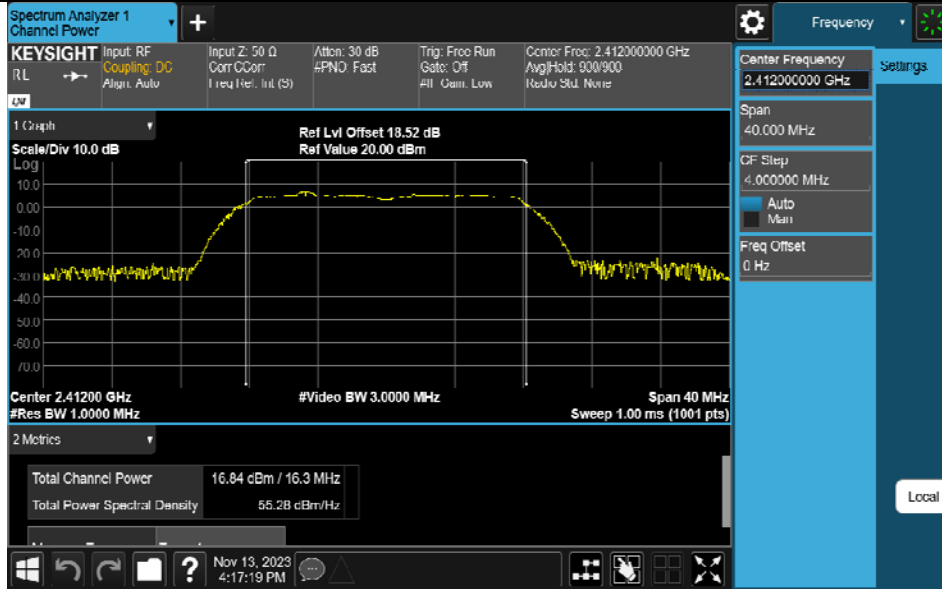 Spectrum Analyzer 1
Channel Power
Frequency
KEYSIGHT
RL
Input: RF
Coupling: DC
Align: Auto
Input Z: 50 Ω
Corr CCorr
Freq Ref: Int (S)
Atten: 30 dB
#PNO: Fast
Trig: Free Run
Gate: Off
#IF Gain: Low
Center Freq: 2.412000000 GHz
Avg|Hold: 900/900
Radio Std: None
1 Graph
Scale/Div 10.0 dB
Ref Lvl Offset 18.52 dB
Ref Value 20.00 dBm
Log
10.0
0.00
-10.0
20.0
-30.0
-40.0
50.0
-60.0
70.0
Center 2.41200 GHz
#Res BW 1.0000 MHz
#Video BW 3.0000 MHz
Span 40 MHz
Sweep 1.00 ms (1001 pts)
2 Metrics
Total Channel Power 16.84 dBm / 16.3 MHz
Total Power Spectral Density 55.28 dBm/Hz
Nov 13, 2023
4:17:19 PM
?
Center Frequency
2.412000000 GHz
Settings
Span
40.000 MHz
CF Step
4.000000 MHz
Auto
Man
Freq Offset
0 Hz
Local